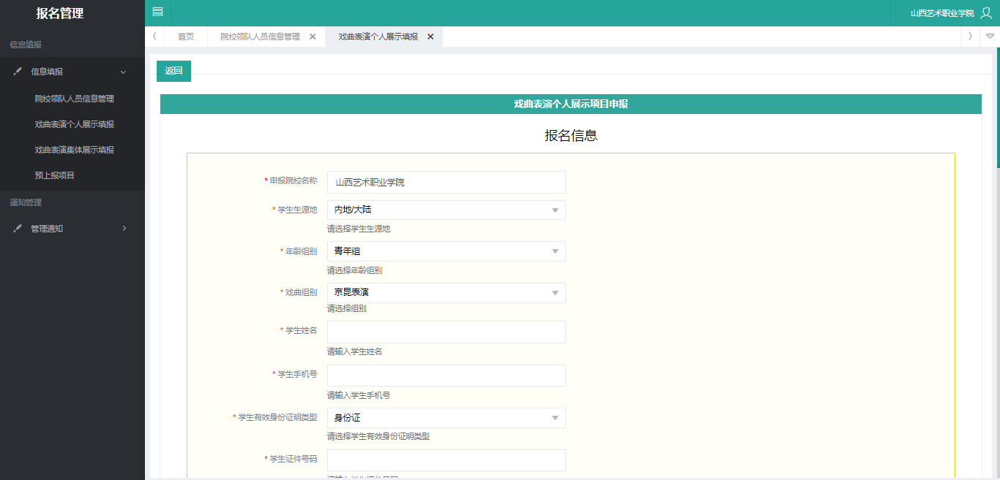 报名管理
山西艺术职业学院
首页
院校领队人员信息管理
戏曲表演个人展示填报
信息填报
信息填报
院校领队人员信息管理
戏曲表演个人展示填报
戏曲表演集体展示填报
预上报项目
通知管理
管理通知
返回
戏曲表演个人展示项目申报
报名信息
* 申报院校名称 山西艺术职业学院
* 学生生源地 内地/大陆
请选择学生生源地
* 年龄组别 青年组
请选择年龄组别
* 戏曲组别 京昆表演
请选择组别
* 学生姓名
请输入学生姓名
* 学生手机号
请输入学生手机号
* 学生有效身份证明类型 身份证
请选择学生有效身份证明类型
* 学生证件号码